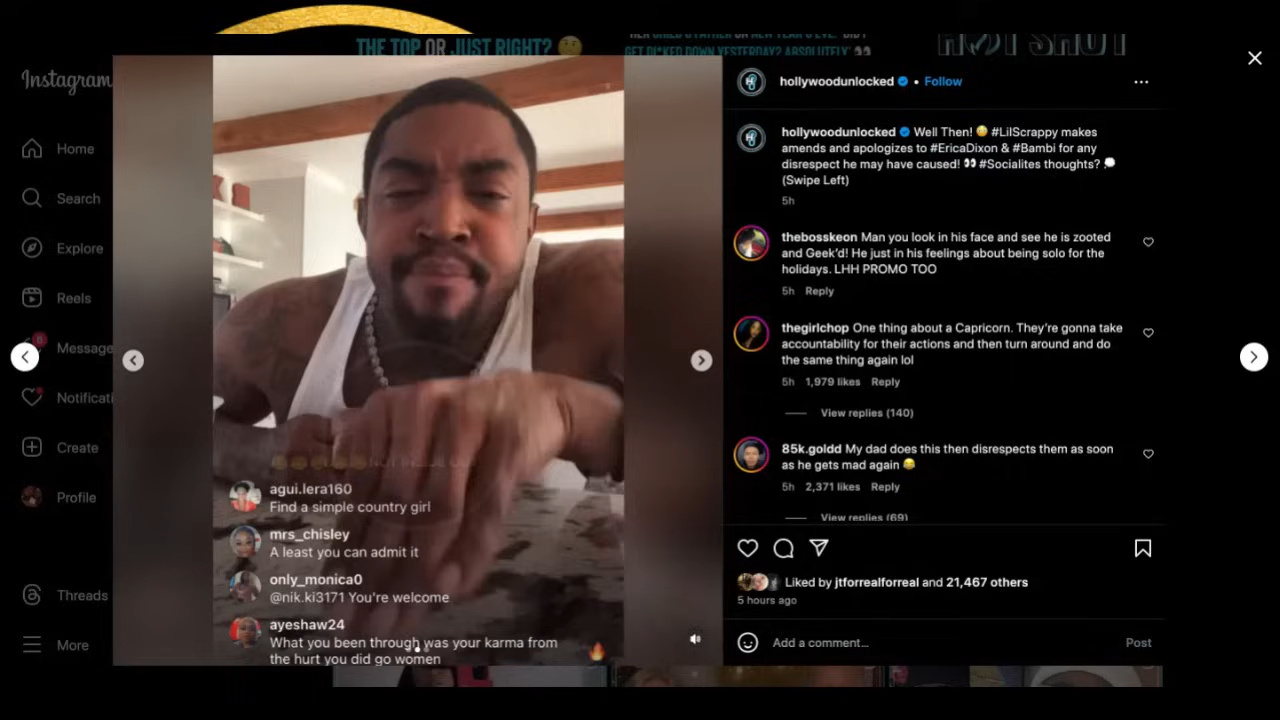 THE TOP OR JUST RIGHT? 🤔
GET DI*KED DOWN YESTERDAY? ABSOLUTELY' 👀
HOT SHOT
Instagram
Home
Search
Explore
Reels
8
Message
Notificati
Create
Profile
Threads
More
agui.lera160
Find a simple country girl
mrs_chisley
A least you can admit it
only_monica0
@nik.ki3171 You're welcome
ayeshaw24
What you been through was your karma from
the hurt you did go women
hollywoodunlocked • Follow
hollywoodunlocked Well Then! 😳 #LilScrappy makes
amends and apologizes to #EricaDixon & #Bambi for any
disrespect he may have caused! 👀 #Socialites thoughts? 💭
(Swipe Left)
5h
thebosskeon Man you look in his face and see he is zooted
and Geek'd! He just in his feelings about being solo for the
holidays. LHH PROMO TOO
5h Reply
thegirlchop One thing about a Capricorn. They're gonna take
accountability for their actions and then turn around and do
the same thing again lol
5h 1,979 likes Reply
View replies (140)
85k.goldd My dad does this then disrespects them as soon
as he gets mad again 😂
5h 2,371 likes Reply
View replies (69)
Liked by jtforrealforreal and 21,467 others
5 hours ago
Add a comment...
Post